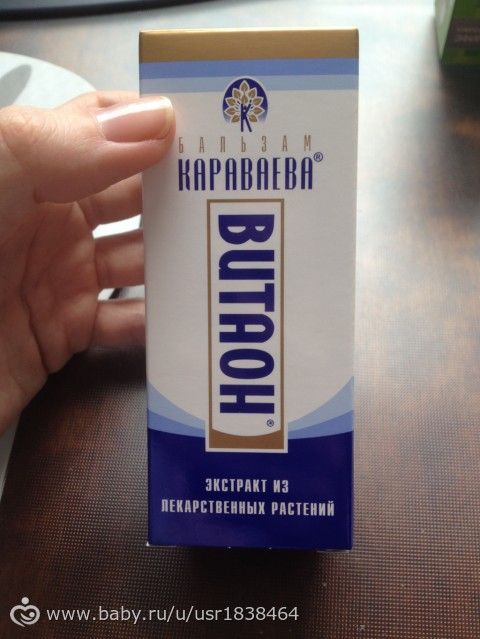 БАЛЬЗАМ
КАРАВАЕВА®
ВИТАОН®
ЭКСТРАКТ ИЗ
ЛЕКАРСТВЕННЫХ РАСТЕНИЙ
www.baby.ru/u/usr1838464